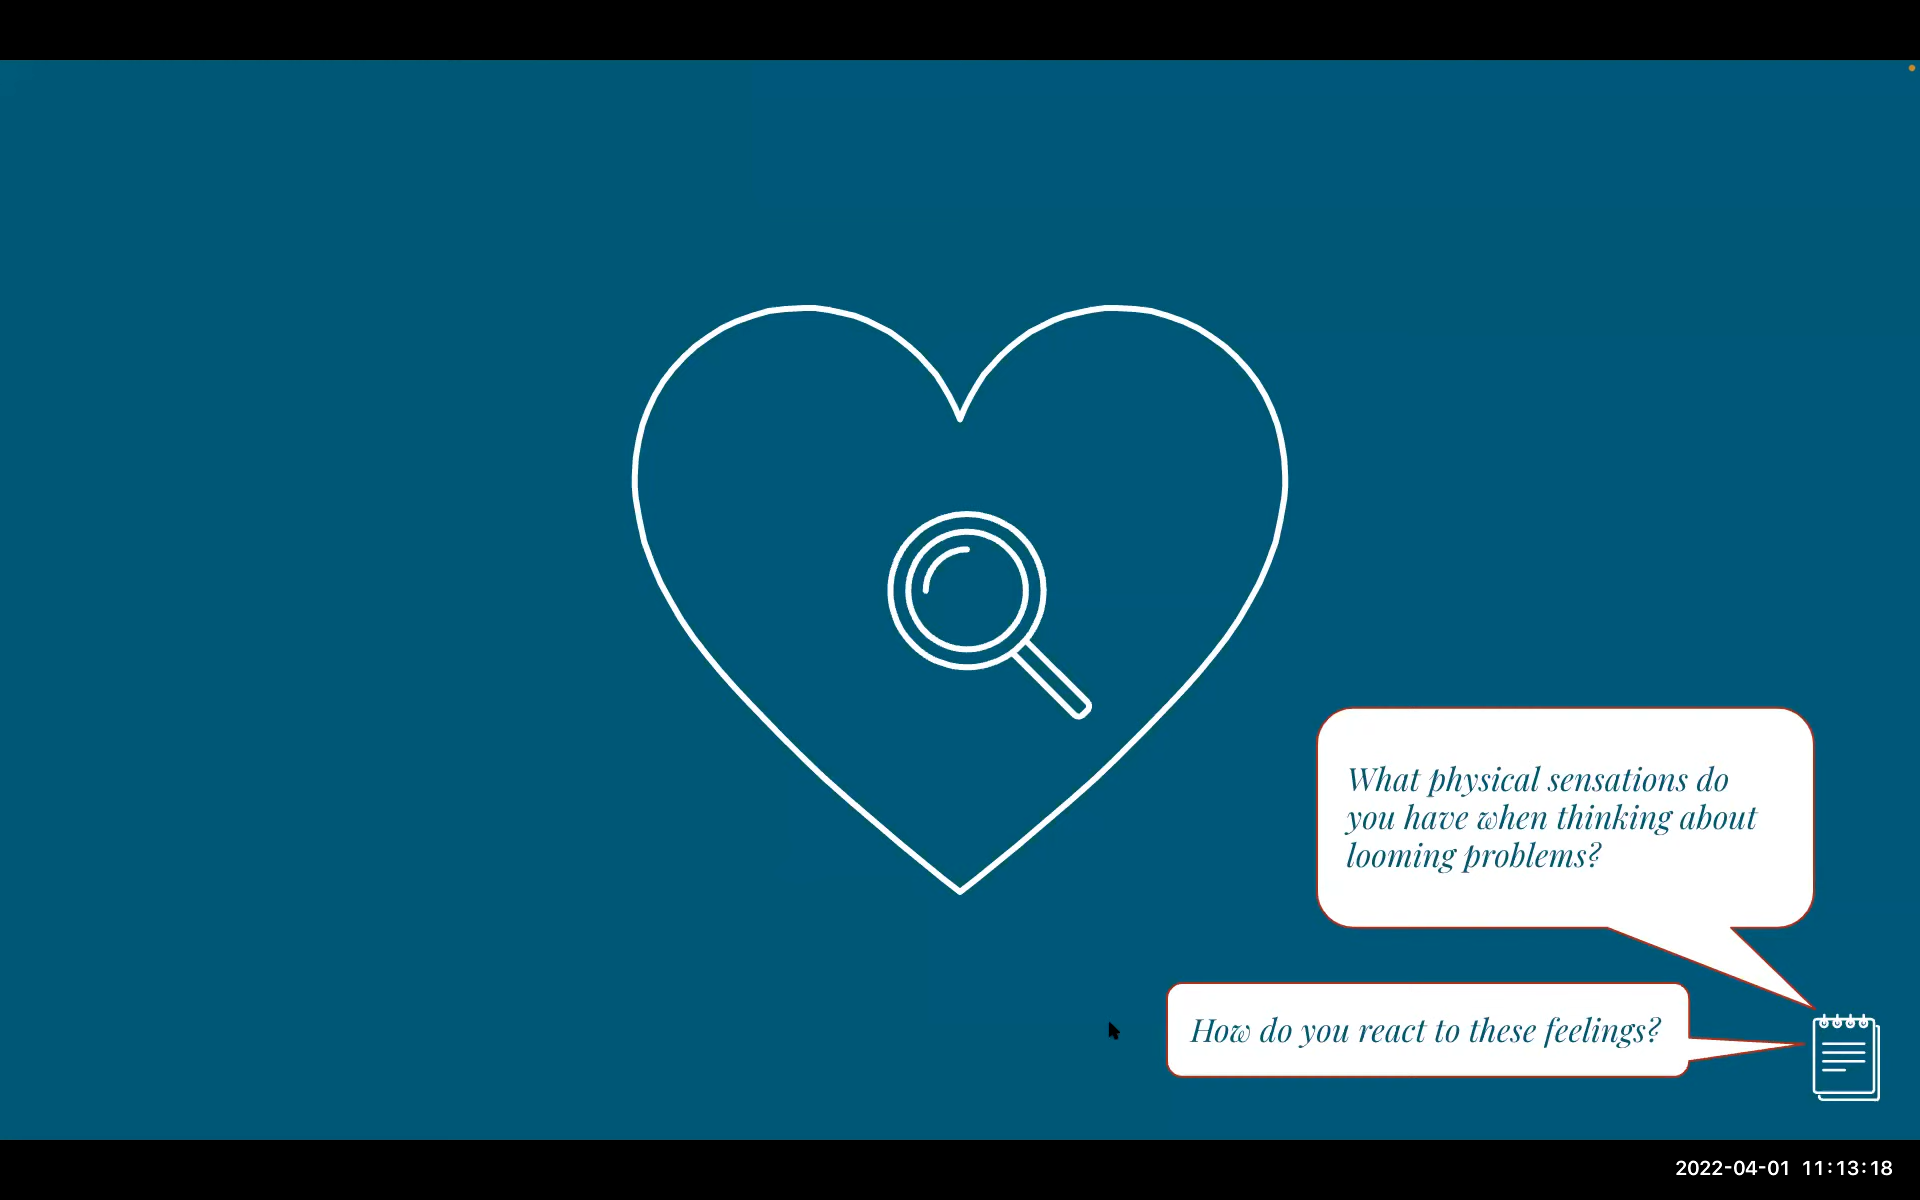 What physical sensations do
you have when thinking about
looming problems?
How do you react to these feelings?
2022-04-01 11:13:18